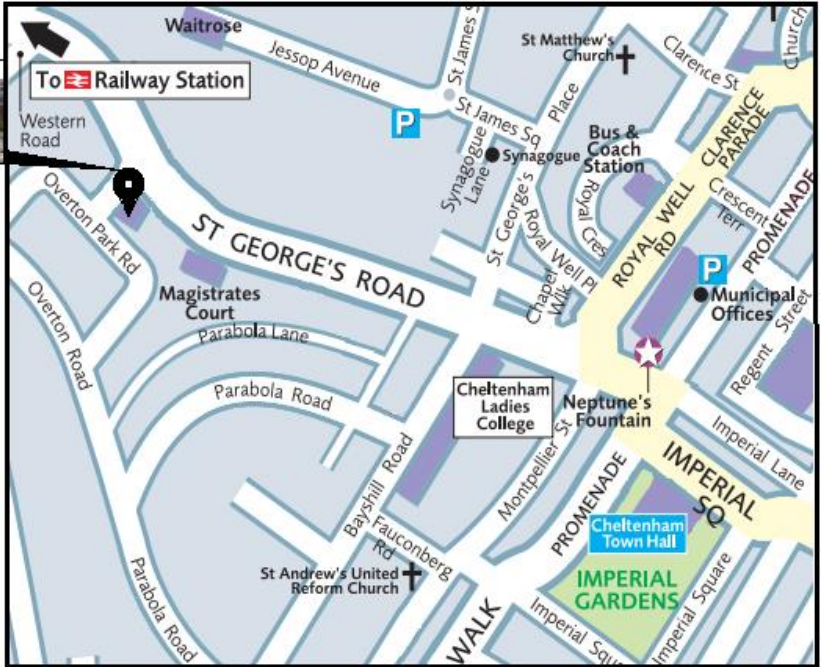 Waitrose
Jessop Avenue
St James S
St Matthew's
Church
Clarence St
Church
To Railway Station
Western
Road
P
St James Sq
Place
Bus &
Coach
Station
CLARENCE
PARADE
Synagogue
Synagogue
Lane
Royal Cres
Crescent
Terr
PROMENADE
Overton Park Rd
ST GEORGE'S ROAD
St George's
Royal Well Pl
ROYAL WELL
RD
P
Municipal
Offices
Magistrates
Court
Chapel
Wlk
Regent Street
Overton Road
Parabola Lane
Parabola Road
Cheltenham
Ladies
College
Neptune's
Fountain
Imperial Lane
Montpellier St
IMPERIAL
SQ
Bayshill Road
PROMENADE
Cheltenham
Town Hall
Fauconberg
Rd
St Andrew's United
Reform Church
IMPERIAL
GARDENS
Parabola Road
WALK
Imperial Squ
Imperial Square